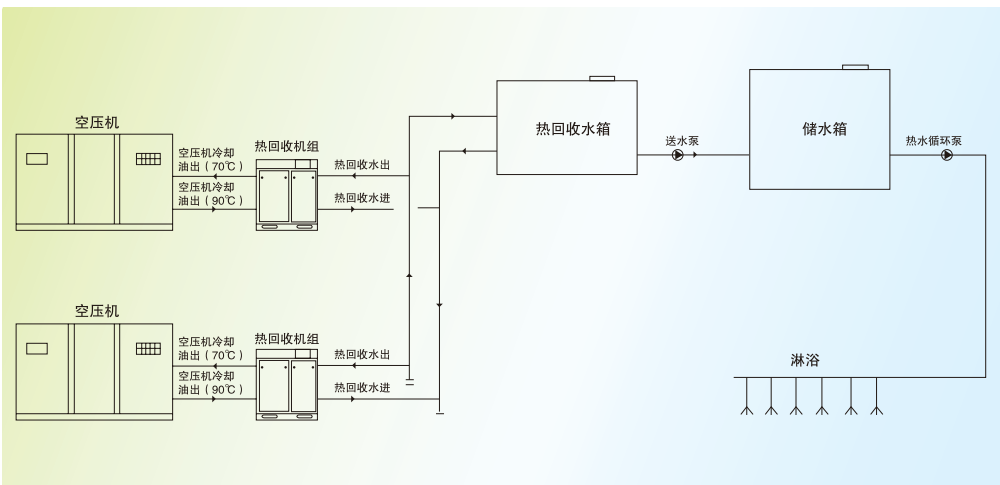 空压机
空压机冷却
油出（70℃）
空压机冷却
油出（90℃）
热回收机组
热回收水出
热回收水进
热回收水箱
送水泵
储水箱
热水循环泵
空压机
空压机冷却
油出（70℃）
空压机冷却
油出（90℃）
热回收机组
热回收水出
热回收水进
淋浴